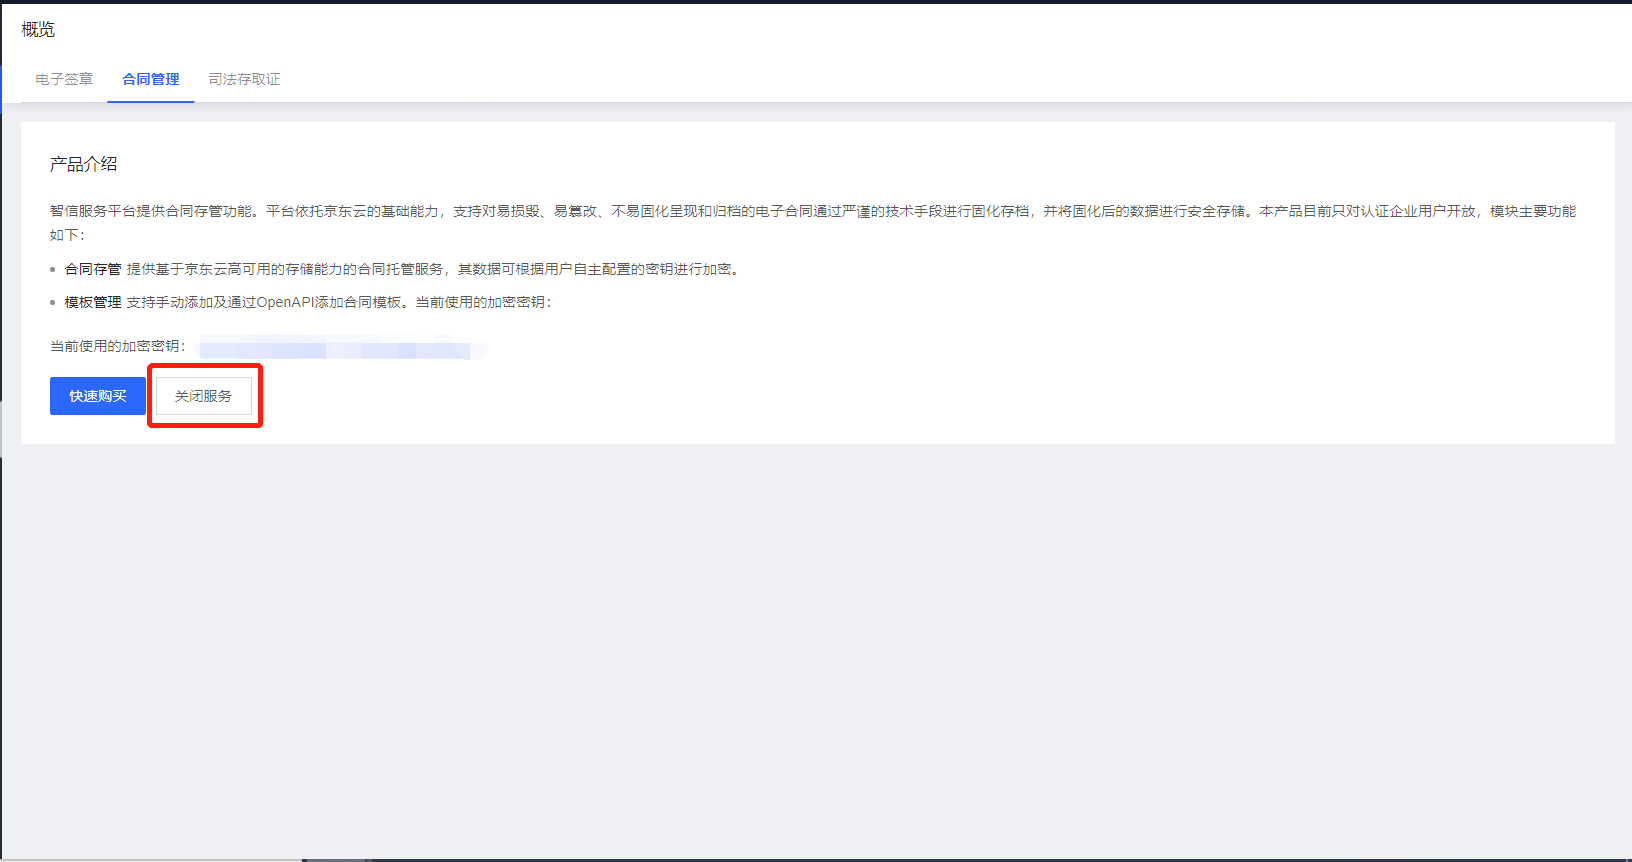 概览
电子签章 合同管理 司法存取证
产品介绍
智信服务平台提供合同存管功能。平台依托京东云的基础能力，支持对易损毁、易篡改、不易固化呈现和归档的电子合同通过严谨的技术手段进行固化存档，并将固化后的数据进行安全存储。本产品目前只对认证企业用户开放，模块主要功能
如下：
合同存管 提供基于京东云高可用的存储能力的合同托管服务，其数据可根据用户自主配置的密钥进行加密。
模板管理 支持手动添加及通过OpenAPI添加合同模板。当前使用的加密密钥：
当前使用的加密密钥：
快速购买 关闭服务